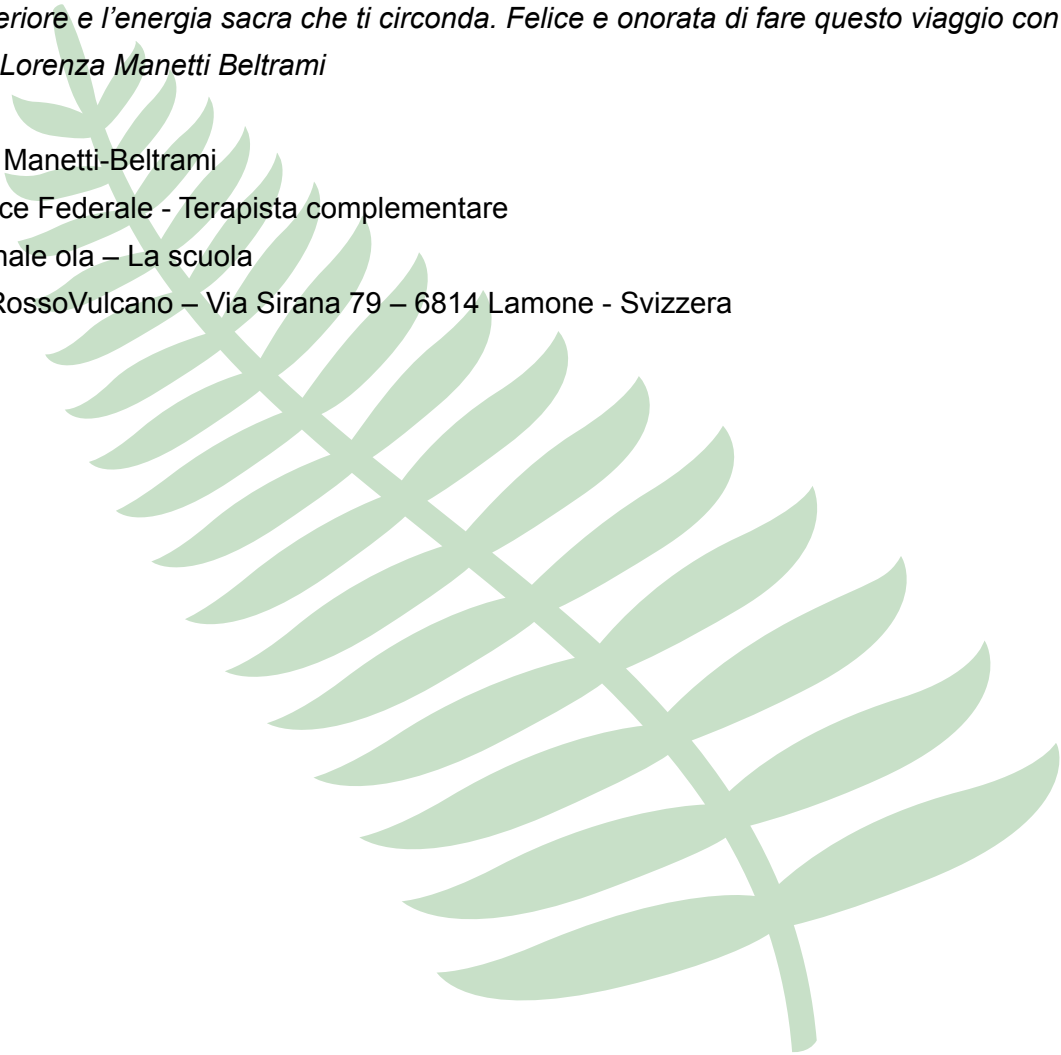 eriore e l’energia sacra che ti circonda. Felice e onorata di fare questo viaggio con
Lorenza Manetti Beltrami
Manetti-Beltrami
ce Federale - Terapista complementare
nale ola – La scuola
RossoVulcano – Via Sirana 79 – 6814 Lamone - Svizzera